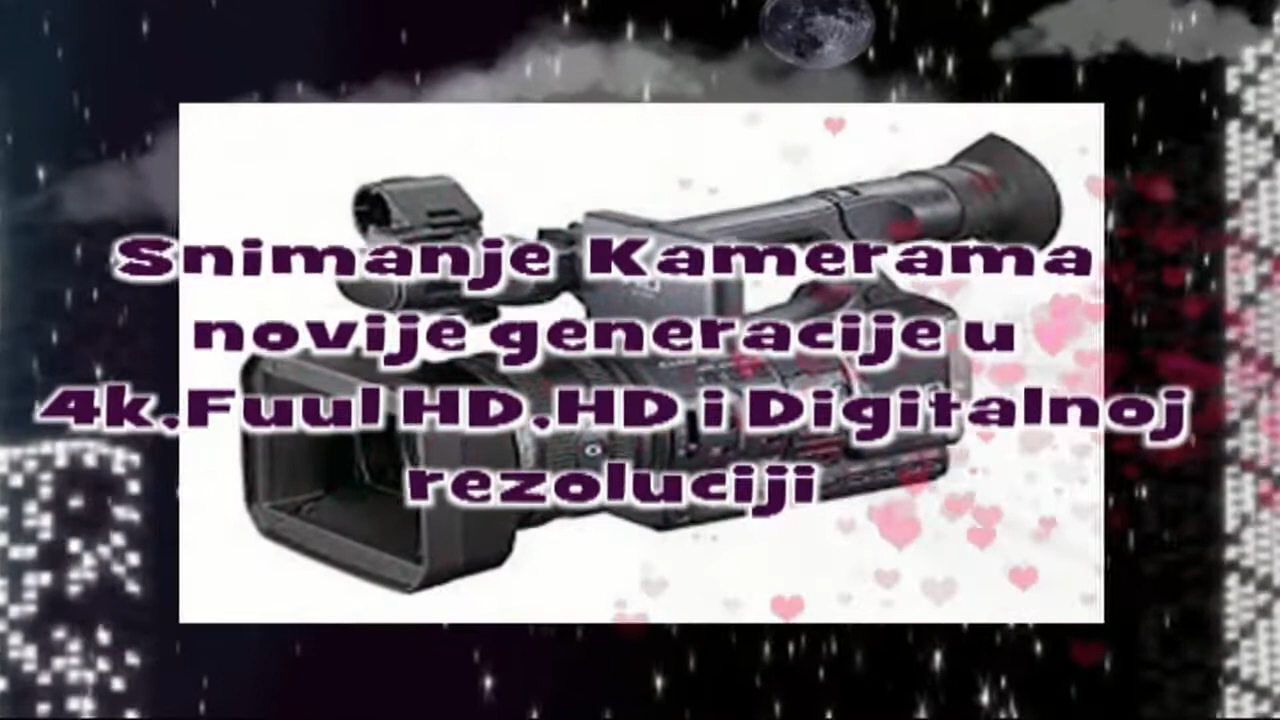 Snimanje Kamerama
novije generacije u
4k.Fuul HD.HD i Digitalnoj
rezoluciji